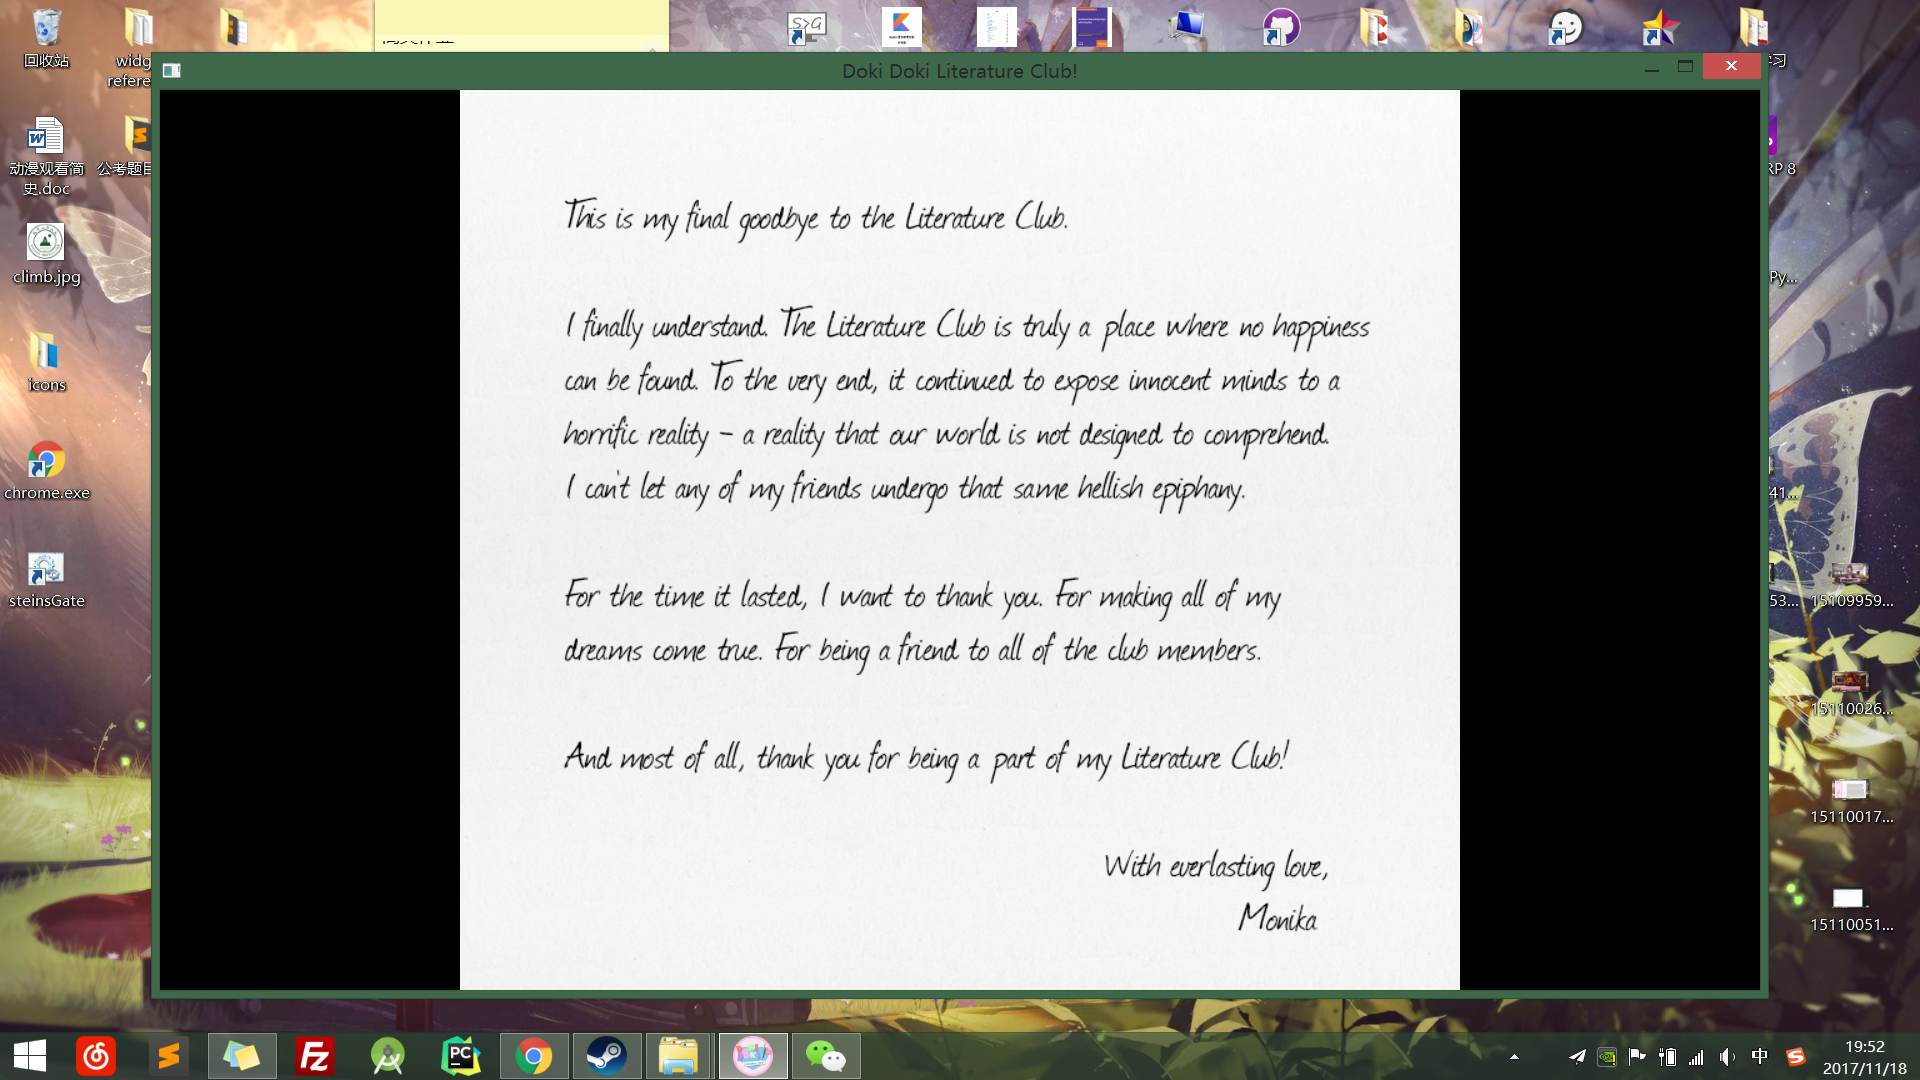 回收站
widg
refere
Doki Doki Literature Club!
动漫观看简
史.doc
公考题目
climb.jpg
icons
chrome.exe
steinsGate
This is my final goodbye to the Literature Club.
I finally understand. The Literature Club is truly a place where no happiness
can be found. To the very end, it continued to expose innocent minds to a
horrific reality - a reality that our world is not designed to comprehend.
I can't let any of my friends undergo that same hellish epiphany.
For the time it lasted, I want to thank you. For making all of my
dreams come true. For being a friend to all of the club members.
And most of all, thank you for being a part of my Literature Club!
With everlasting love,
Monika
习
RP 8
Py...
41...
53...
15109959...
15110026...
15110017...
15110051...
中
19:52
2017/11/18